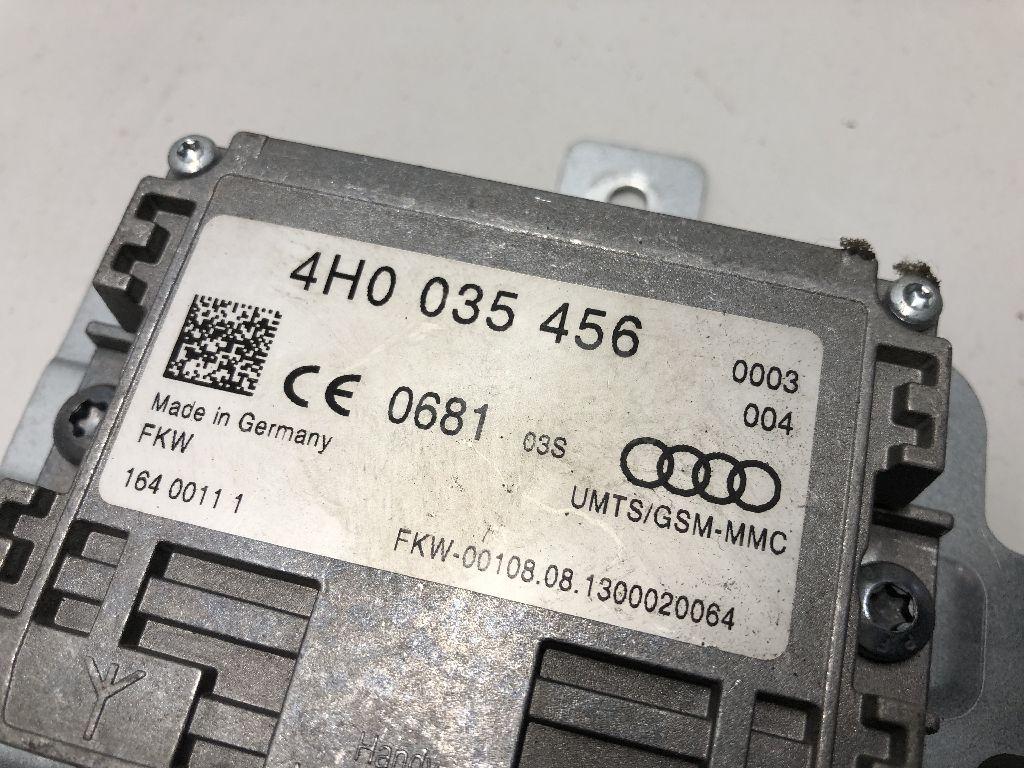 4H0 035 456
0003
004
CE 0681 03S
Made in Germany
FKW
164 0011 1
UMTS/GSM-MMC
FKW-00108.08.1300020064
Handy